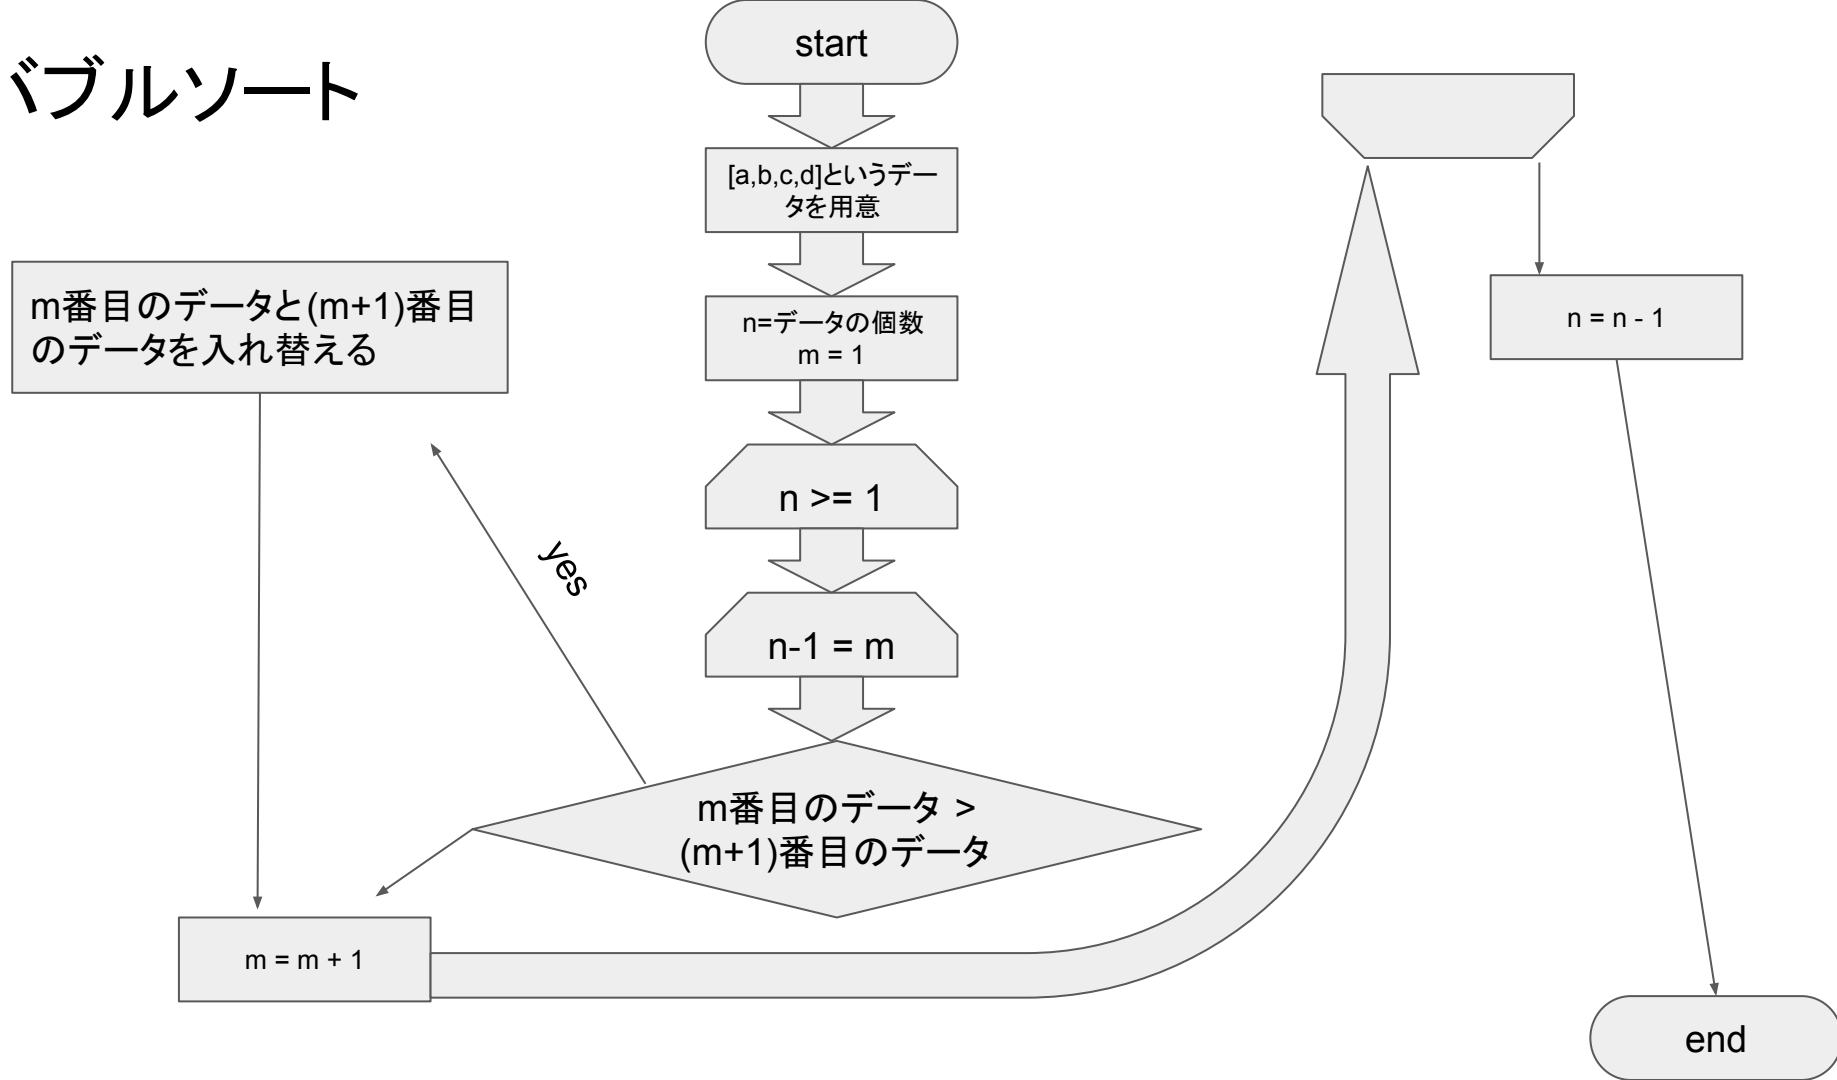 バブルソート
start
[a,b,c,d]というデー
タを用意
n=データの個数
m = 1
n >= 1
n-1 = m
m番目のデータ >
(m+1)番目のデータ
yes
m番目のデータと(m+1)番目
のデータを入れ替える
m = m + 1
n = n - 1
end